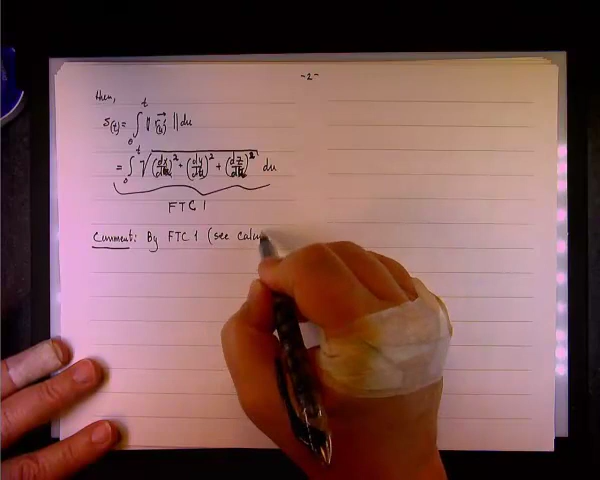 -2-
Then,
S(t) = ∫₀ᵗ ‖ r⃗(u) ‖ du
= ∫₀ᵗ √((dx/du)² + (dy/du)² + (dz/du)²) du
FTC 1
Comment: By FTC 1 (see Calcu